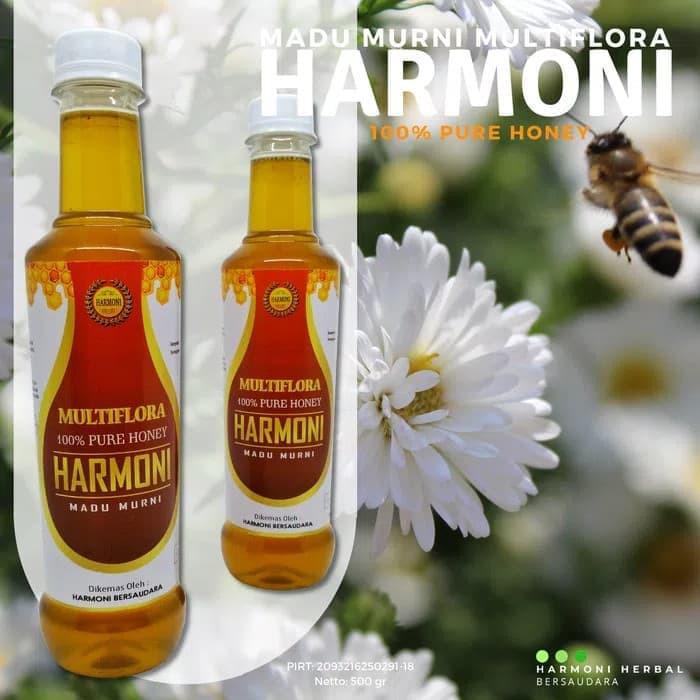 MADU MURNI MULTIFLORA
HARMONI
100% PURE HONEY
HARMONI
MULTIFLORA
100% PURE HONEY
HARMONI
MADU MURNI
Dikemas Oleh :
HARMONI BERSAUDARA
HARMONI
MULTIFLORA
100% PURE HONEY
HARMONI
MADU MURNI
Dikemas Oleh :
HARMONI BERSAUDARA
PIRT: 2093216250291-18
Netto: 500 gr
HARMONI HERBAL
BERSAUDARA